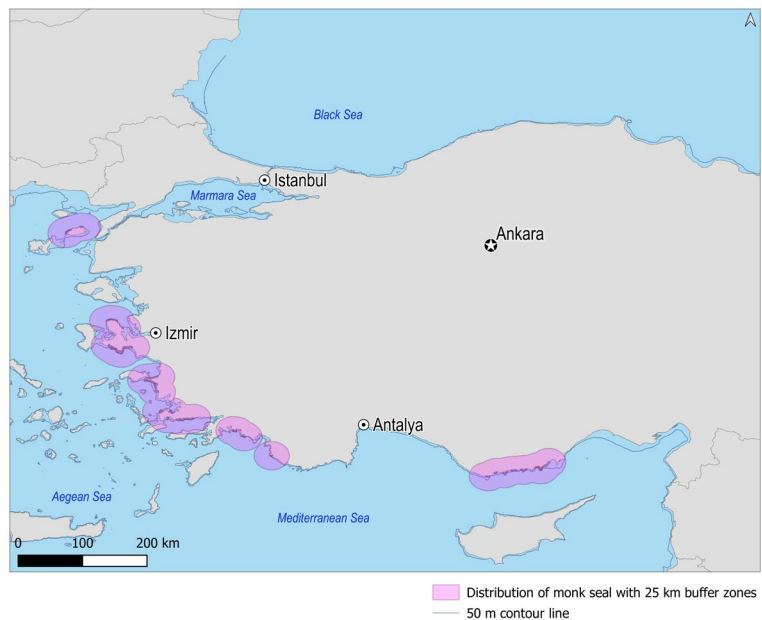 Black Sea
Istanbul
Marmara Sea
Ankara
Izmir
Antalya
Aegean Sea
Mediterranean Sea
0 100 200 km
Distribution of monk seal with 25 km buffer zones
50 m contour line